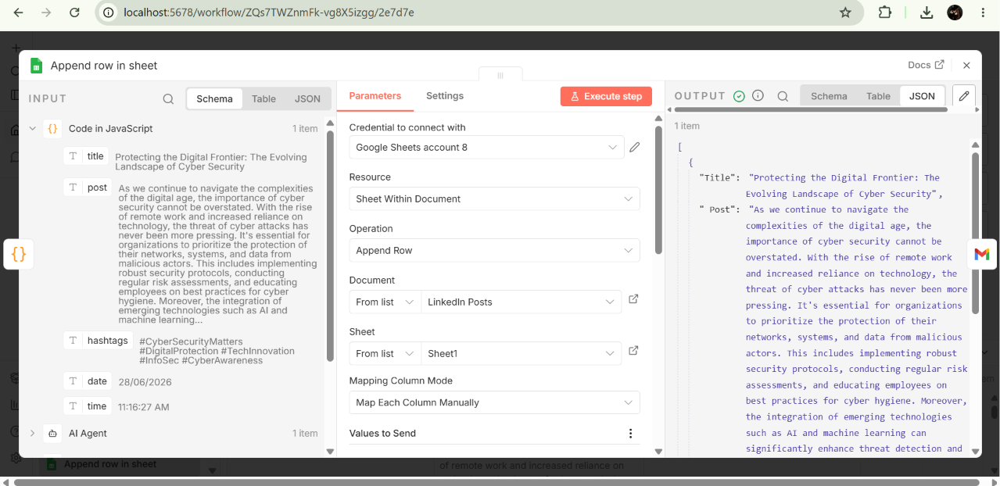 localhost:5678/workflow/ZQs7TWZnmFk-vg8X5izgg/2e7d7e
Append row in sheet
Docs
INPUT
Schema
Table
JSON
Code in JavaScript
1 item
T title
Protecting the Digital Frontier: The Evolving
Landscape of Cyber Security
T post
As we continue to navigate the complexities
of the digital age, the importance of cyber
security cannot be overstated. With the rise
of remote work and increased reliance on
technology, the threat of cyber attacks has
never been more pressing. It's essential for
organizations to prioritize the protection of
their networks, systems, and data from
malicious actors. This includes implementing
robust security protocols, conducting
regular risk assessments, and educating
employees on best practices for cyber
hygiene. Moreover, the integration of
emerging technologies such as AI and
machine learning...
T hashtags
#CyberSecurityMatters
#DigitalProtection #TechInnovation
#InfoSec #CyberAwareness
T date
28/06/2026
T time
11:16:27 AM
AI Agent
1 item
Parameters
Settings
Execute step
Credential to connect with
Google Sheets account 8
Resource
Sheet Within Document
Operation
Append Row
Document
From list
LinkedIn Posts
Sheet
From list
Sheet1
Mapping Column Mode
Map Each Column Manually
Values to Send
OUTPUT
Schema
Table
JSON
1 item
[
{
"Title": "Protecting the Digital Frontier: The
Evolving Landscape of Cyber Security",
" Post": "As we continue to navigate the
complexities of the digital age, the
importance of cyber security cannot be
overstated. With the rise of remote work
and increased reliance on technology, the
threat of cyber attacks has never been more
pressing. It's essential for organizations
to prioritize the protection of their
networks, systems, and data from malicious
actors. This includes implementing robust
security protocols, conducting regular risk
assessments, and educating employees on
best practices for cyber hygiene. Moreover,
the integration of emerging technologies
such as AI and machine learning can
significantly enhance threat detection and
Append row in sheet
of remote work and increased reliance on